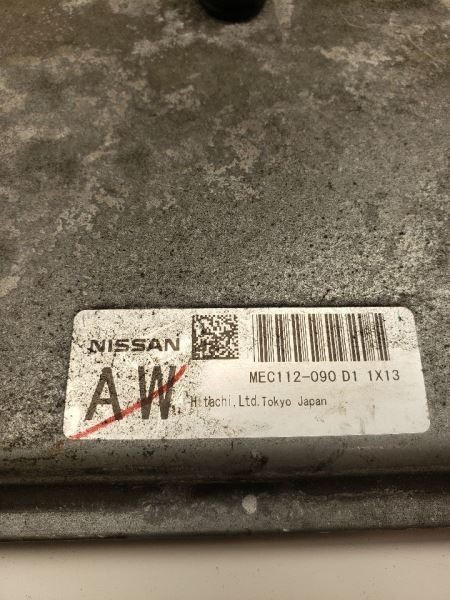 NISSAN
AW
MEC112-090 D1 1X13
Hitachi,Ltd.Tokyo Japan